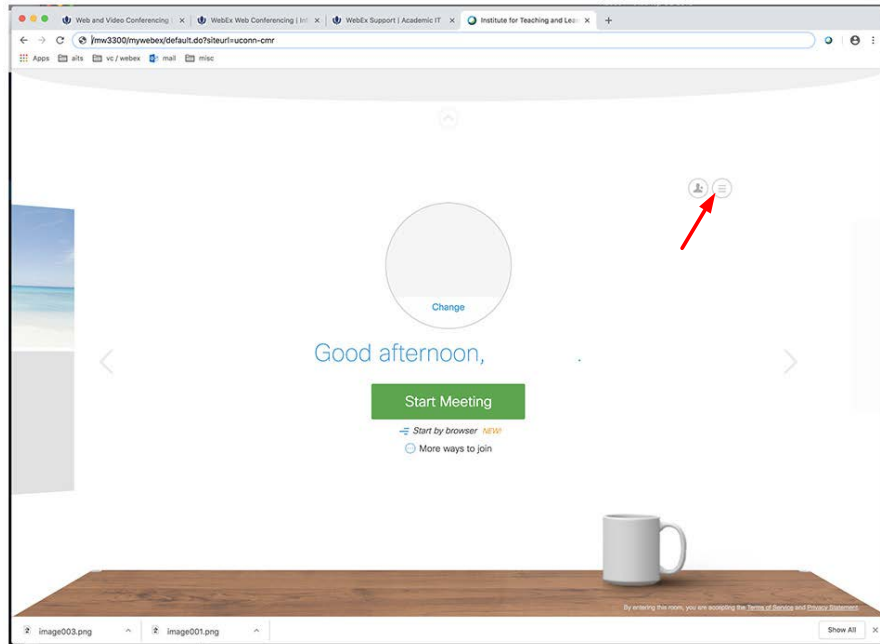 Web and Video Conferencing |
WebEx Web Conferencing | In
WebEx Support | Academic IT
Institute for Teaching and Lear
/mw3300/mywebex/default.do?siteurl=uconn-cmr
Apps aits vc / webex mail misc
Change
Good afternoon, .
Start Meeting
Start by browser NEW!
More ways to join
By entering this room, you are accepting the Terms of Service and Privacy Statement.
image003.png
image001.png
Show All